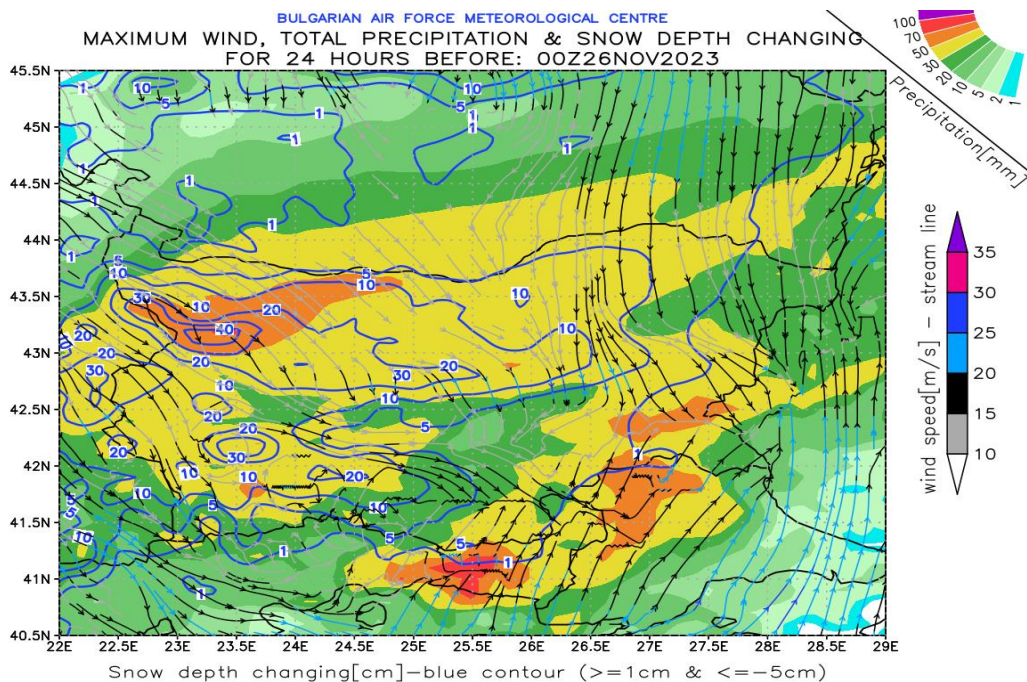 BULGARIAN AIR FORCE METEOROLOGICAL CENTRE
MAXIMUM WIND, TOTAL PRECIPITATION & SNOW DEPTH CHANGING
FOR 24 HOURS BEFORE: 00Z26NOV2023
100
70
50
30
20
10
5
2
1
Precipitation[mm]
45.5N
45N
44.5N
44N
43.5N
43N
42.5N
42N
41.5N
41N
40.5N
22E
22.5E
23E
23.5E
24E
24.5E
25E
25.5E
26E
26.5E
27E
27.5E
28E
28.5E
29E
35
30
25
20
15
10
wind speed[m/s] - stream line
Snow depth changing[cm]-blue contour (>=1cm & <=-5cm)